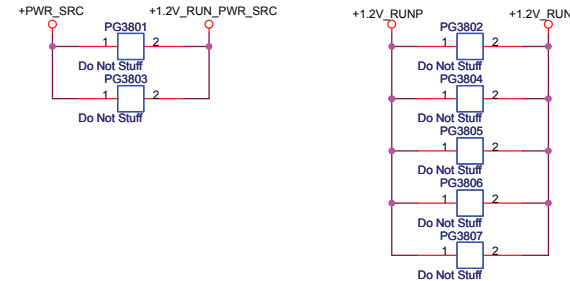 +PWR_SRC
+1.2V_RUN_PWR_SRC
PG3801
1
2
Do Not Stuff
PG3803
1
2
Do Not Stuff
+1.2V_RUNP
+1.2V_RUN
PG3802
1
2
Do Not Stuff
PG3804
1
2
Do Not Stuff
PG3805
1
2
Do Not Stuff
PG3806
1
2
Do Not Stuff
PG3807
1
2
Do Not Stuff